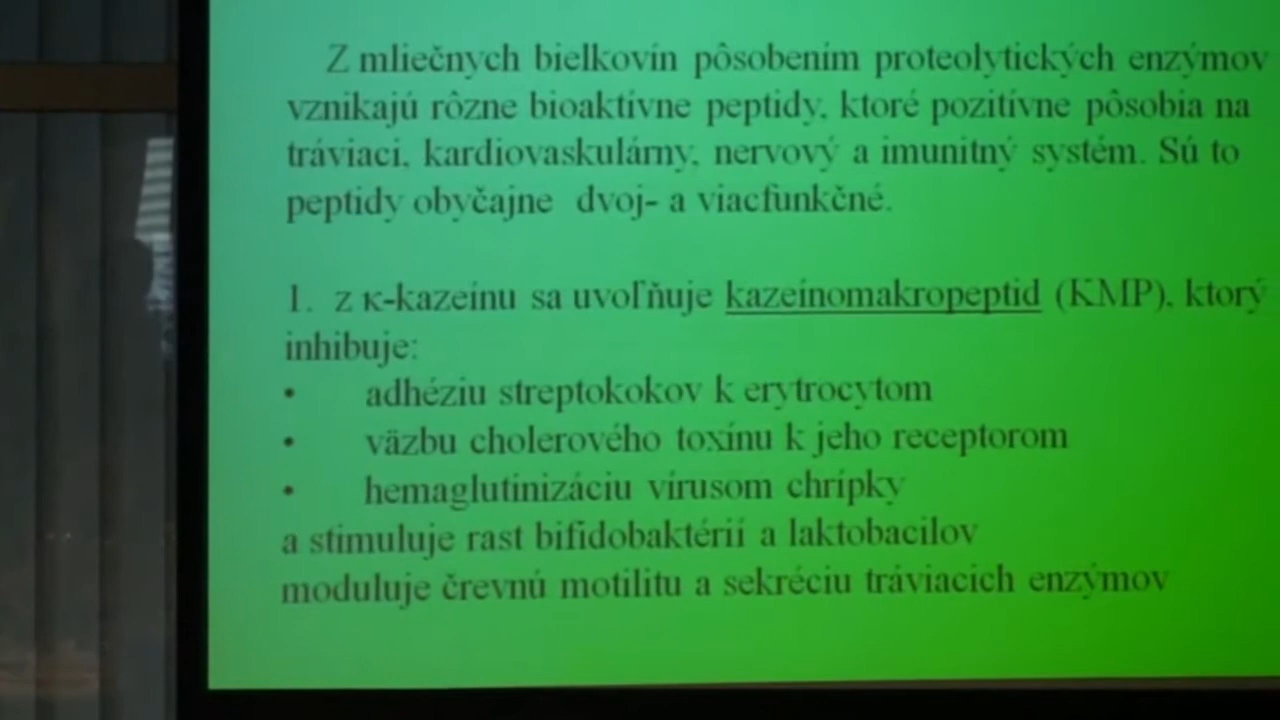 Z mliečnych bielkovín pôsobením proteolytických enzýmov
vznikajú rôzne bioaktívne peptidy, ktoré pozitívne pôsobia na
tráviaci, kardiovaskulárny, nervový a imunitný systém. Sú to
peptidy obyčajne dvoj- a viacfunkčné.
1. z κ-kazeínu sa uvoľňuje kazeínomakropeptid (KMP), ktorý
inhibuje:
• adhéziu streptokokov k erytrocytom
• väzbu cholerového toxínu k jeho receptorom
• hemaglutinizáciu vírusom chrípky
a stimuluje rast bifidobaktérií a laktobacilov
moduluje črevnú motilitu a sekréciu tráviacich enzýmov